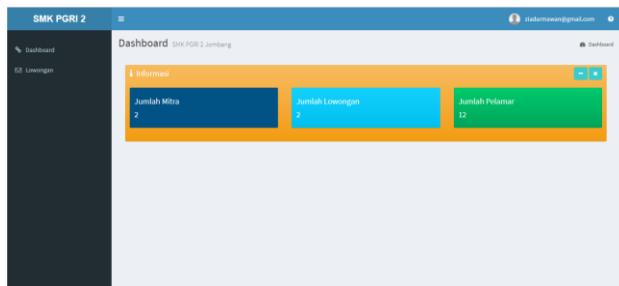 SMK PGRI 2
ziadarmawan@gmail.com
Dashboard SMK PGRI 2 Jombang
Dashboard
Dashboard
Lowongan
Informasi
Jumlah Mitra
2
Jumlah Lowongan
2
Jumlah Pelamar
12